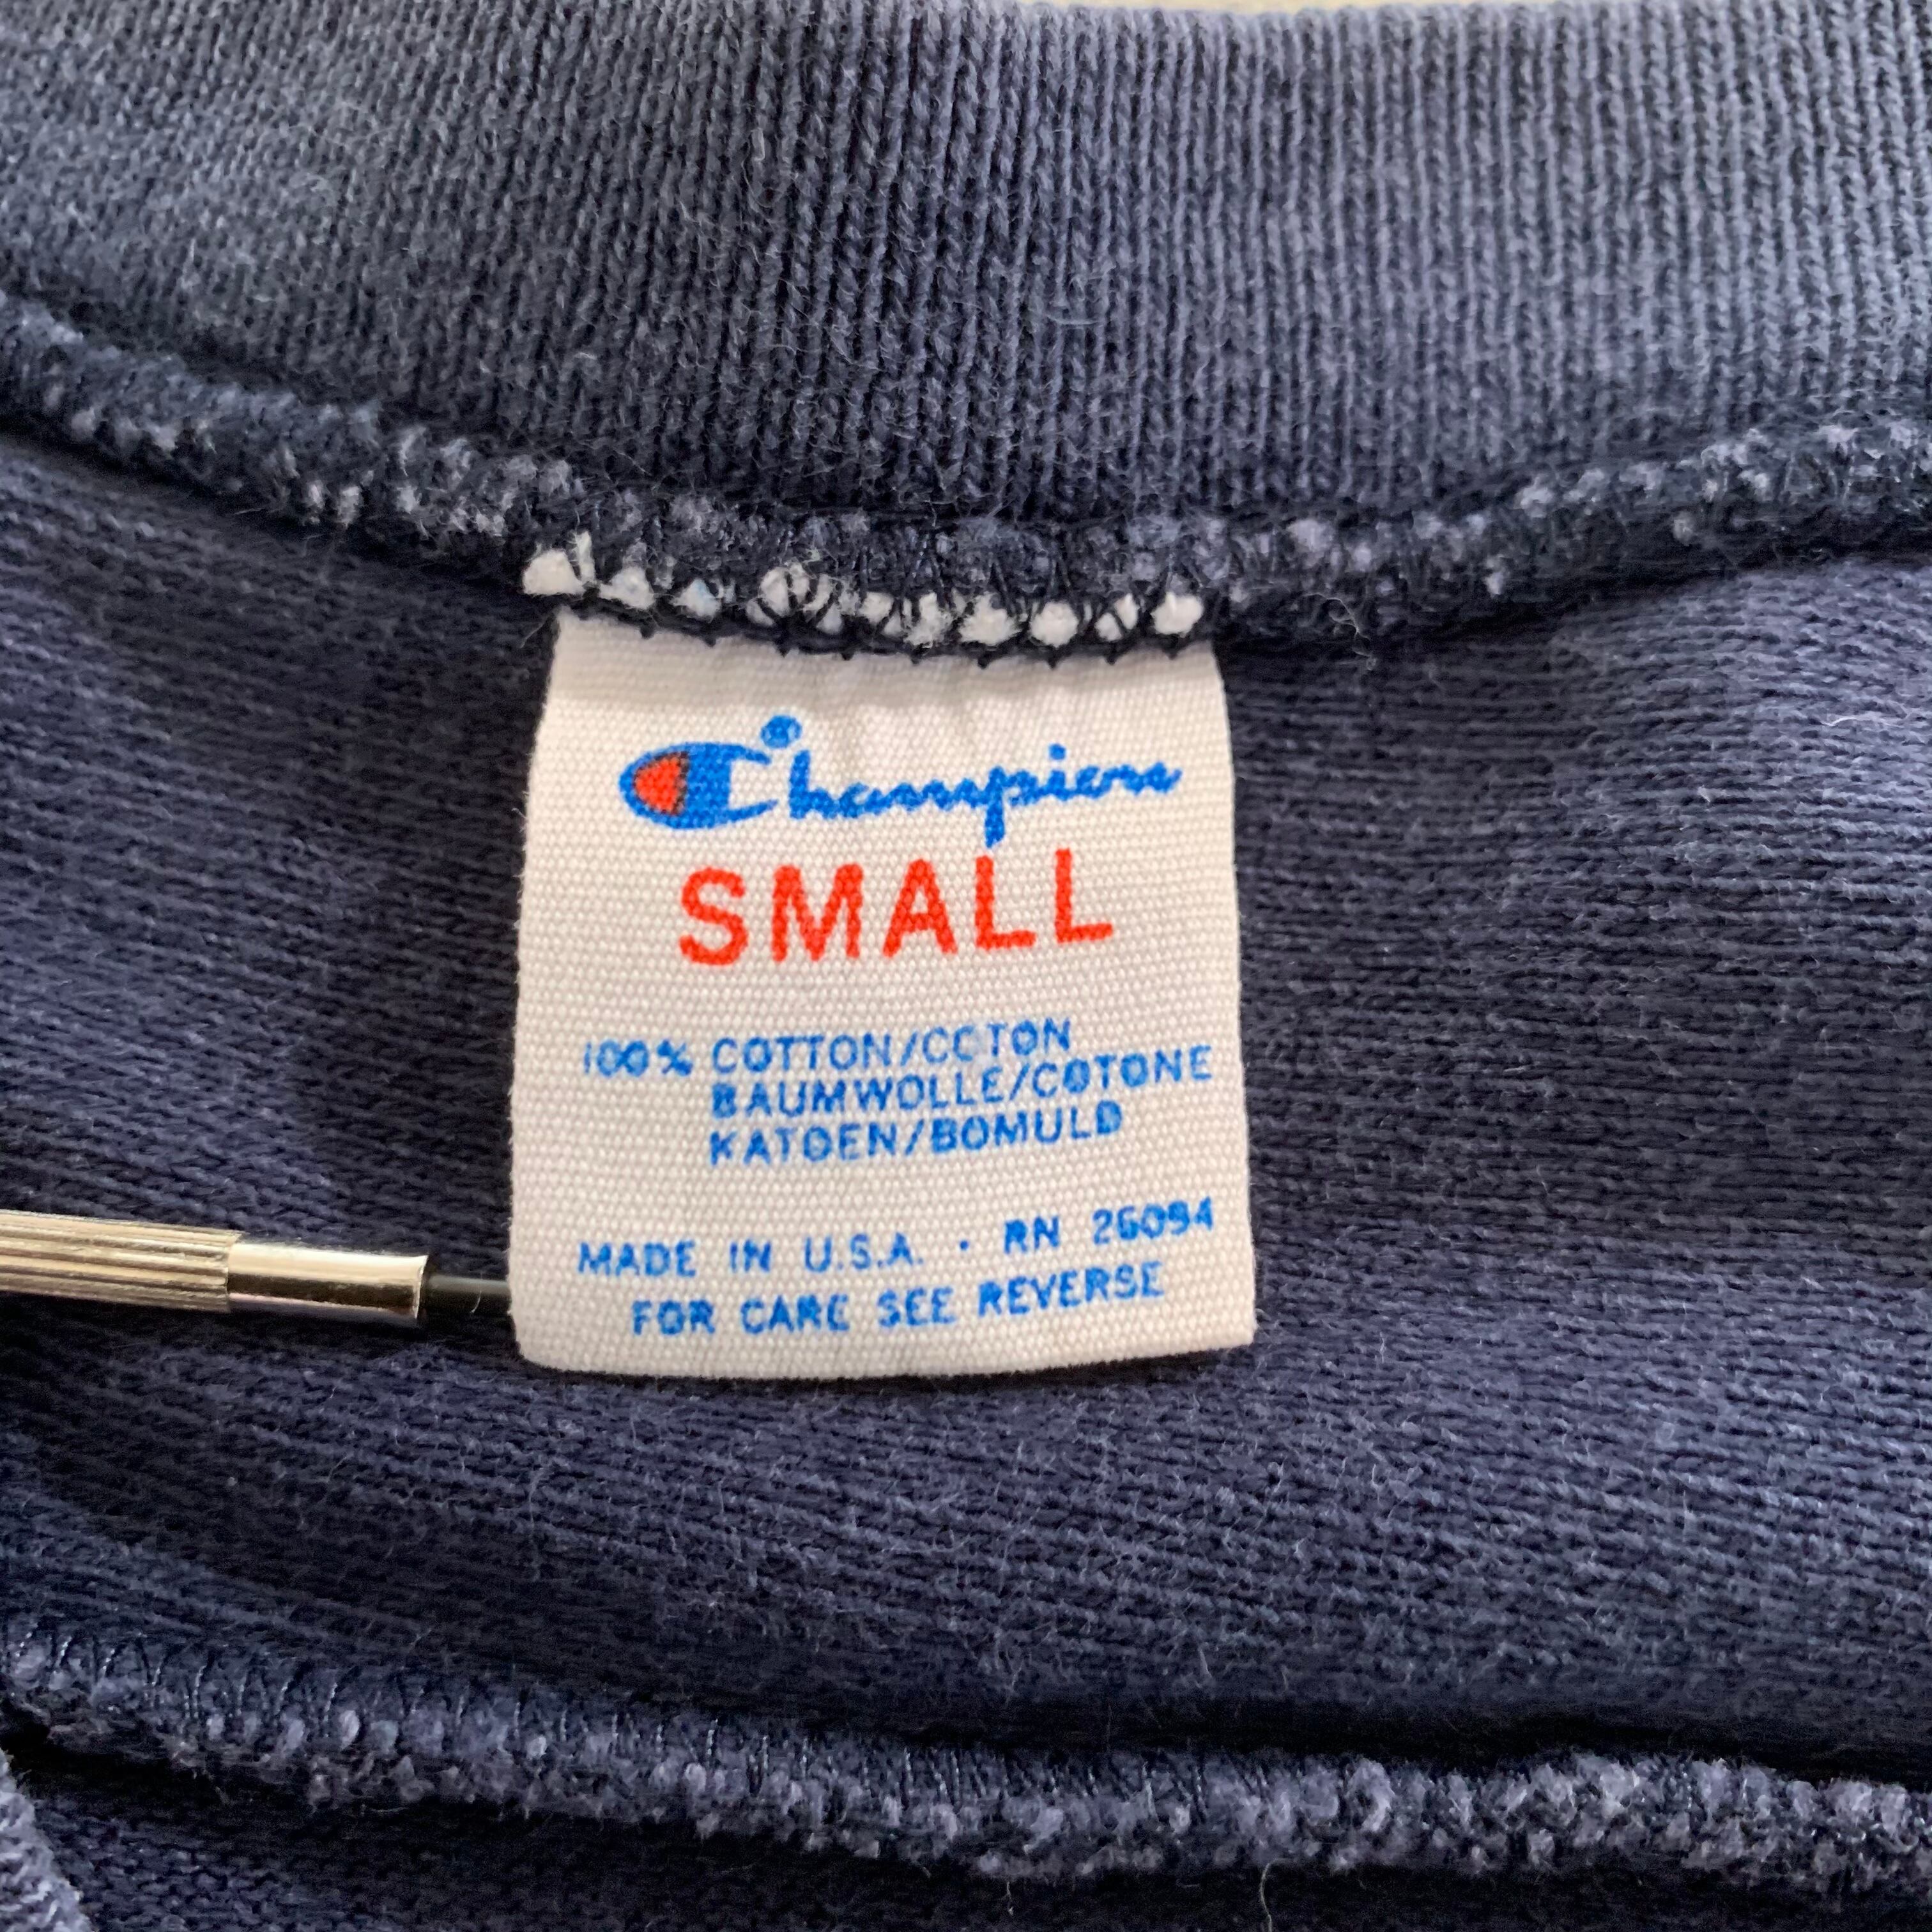 Champion®
SMALL
100% COTTON/COTON
BAUMWOLLE/COTONE
KATOEN/BOMULD
MADE IN U.S.A. · RN 26094
FOR CARE SEE REVERSE